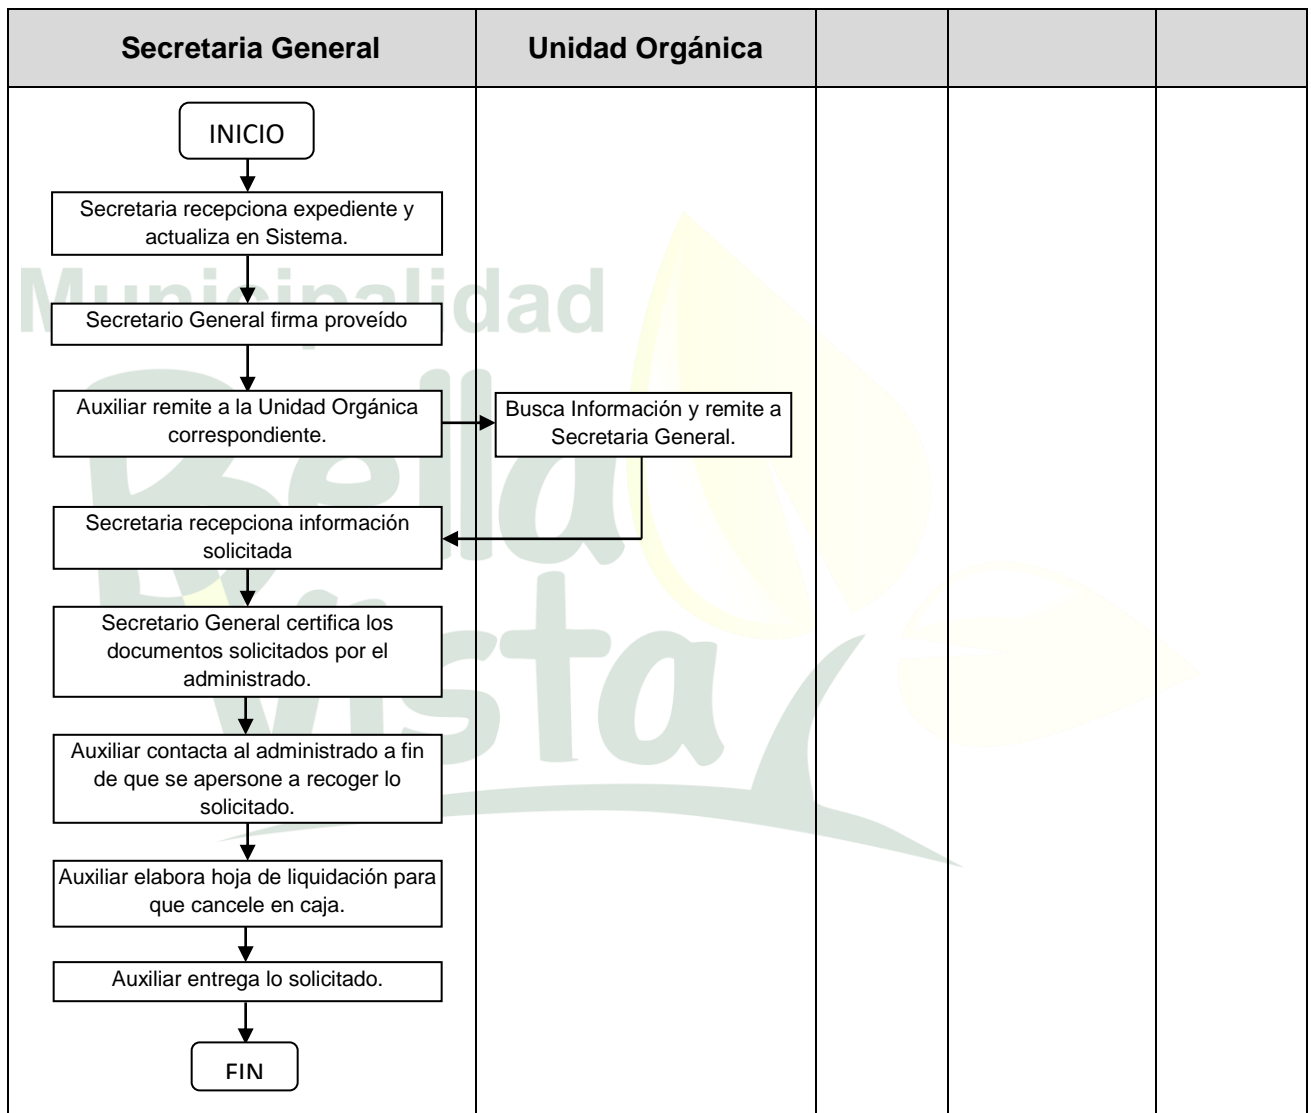 Secretaria General
Unidad Orgánica
INICIO
Secretaria recepciona expediente y
actualiza en Sistema.
Municipalidad
Secretario General firma proveído
Bella
Vista
Auxiliar remite a la Unidad Orgánica
correspondiente.
Busca Información y remite a
Secretaria General.
Secretaria recepciona información
solicitada
Secretario General certifica los
documentos solicitados por el
administrado.
Auxiliar contacta al administrado a fin
de que se apersone a recoger lo
solicitado.
Auxiliar elabora hoja de liquidación para
que cancele en caja.
Auxiliar entrega lo solicitado.
FIN